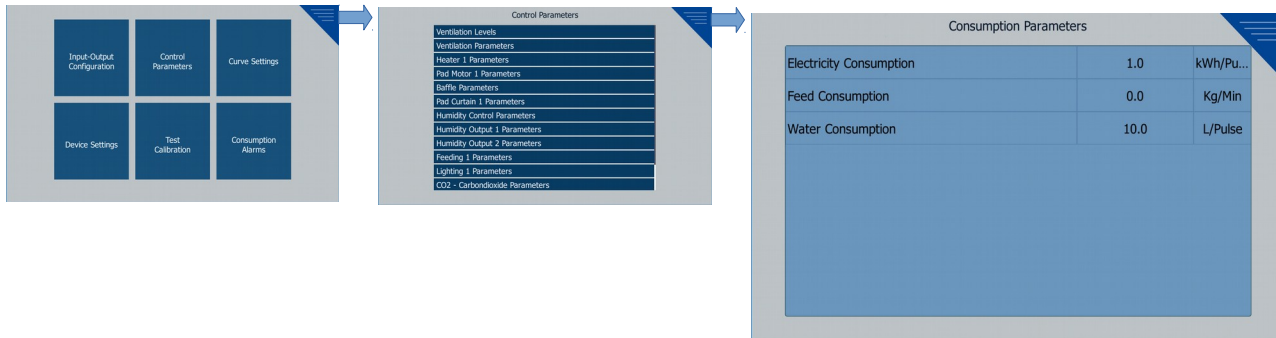 Input-Output
Configuration
Control
Parameters
Curve Settings
Device Settings
Test
Calibration
Consumption
Alarms
Control Parameters
Ventilation Levels
Ventilation Parameters
Heater 1 Parameters
Pad Motor 1 Parameters
Baffle Parameters
Pad Curtain 1 Parameters
Humidity Control Parameters
Humidity Output 1 Parameters
Humidity Output 2 Parameters
Feeding 1 Parameters
Lighting 1 Parameters
CO2 - Carbondioxide Parameters
Consumption Parameters
Electricity Consumption 1.0 kWh/Pu...
Feed Consumption 0.0 Kg/Min
Water Consumption 10.0 L/Pulse